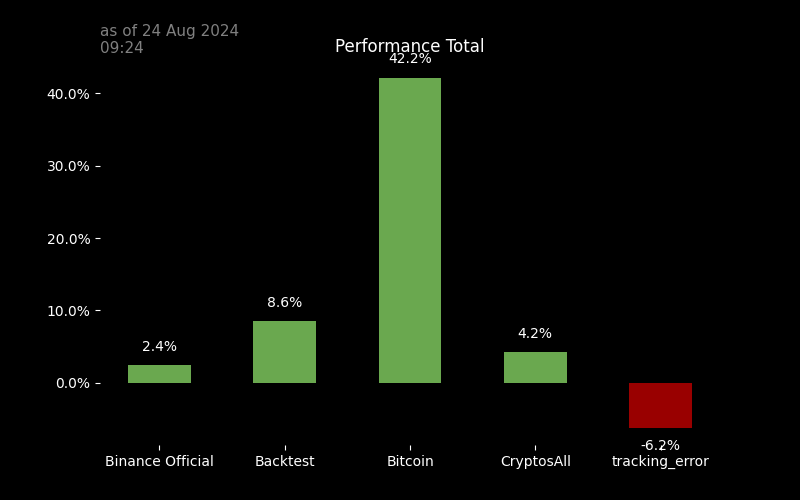 as of 24 Aug 2024
09:24
Performance Total
42.2%
40.0%
30.0%
20.0%
10.0%
0.0%
2.4%
8.6%
4.2%
-6.2%
Binance Official
Backtest
Bitcoin
CryptosAll
tracking_error